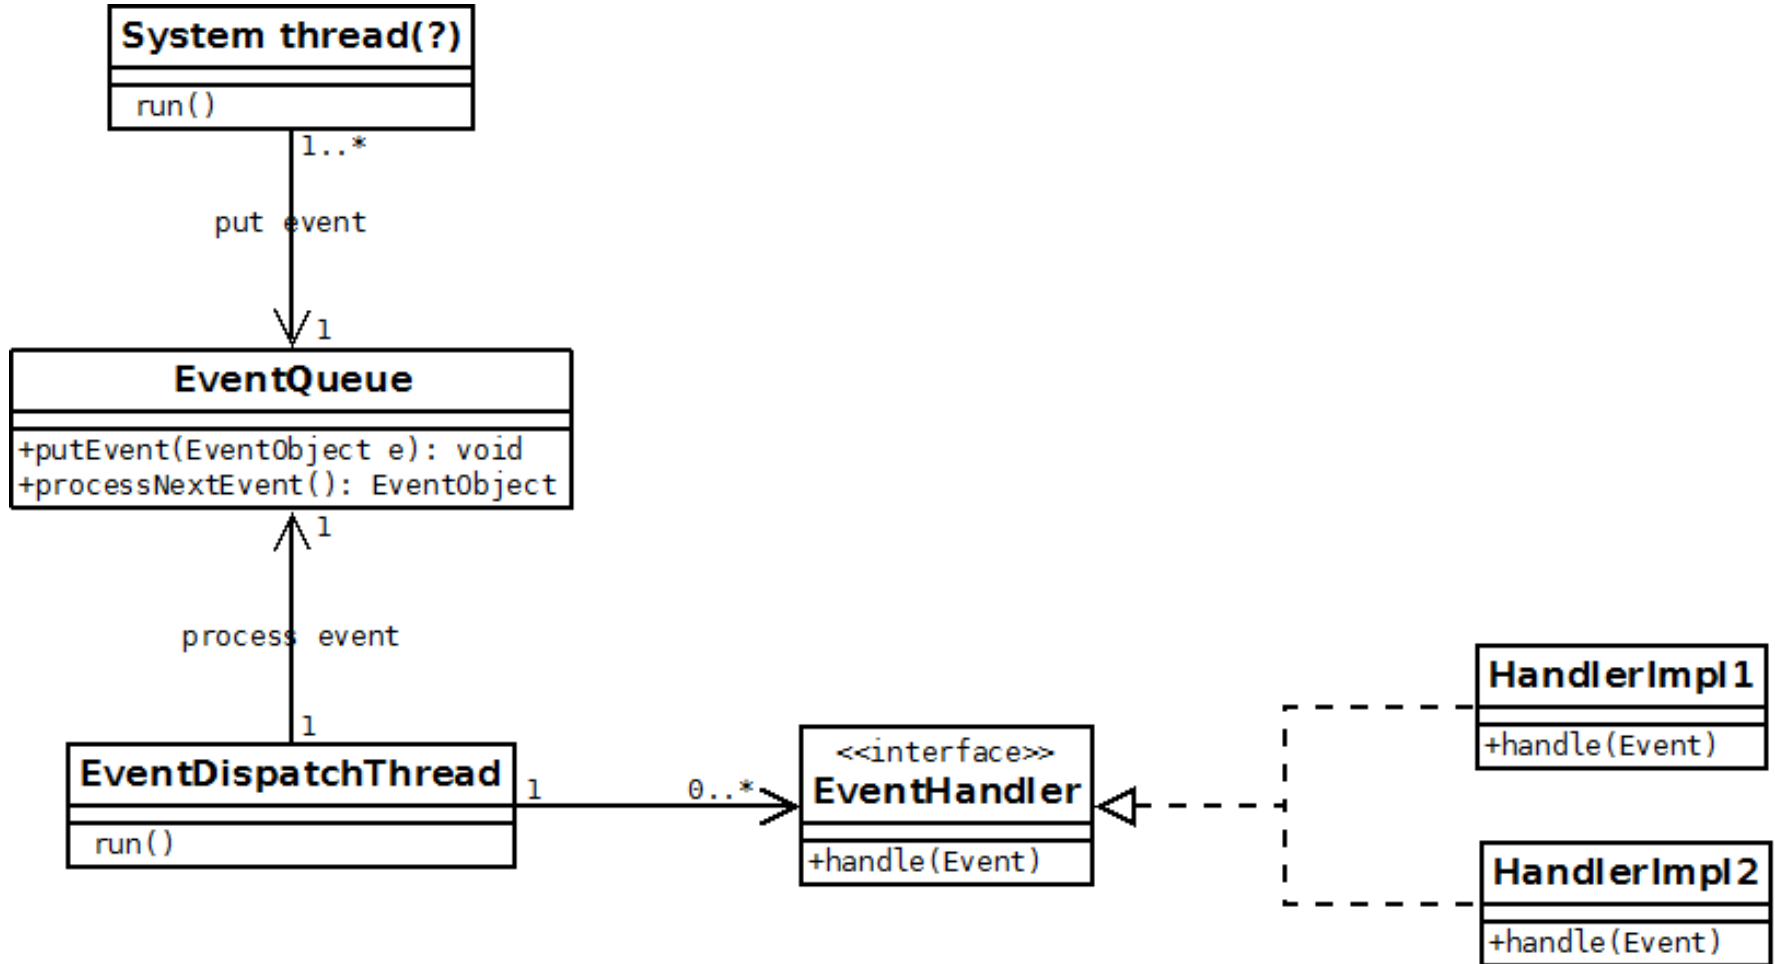 System thread(?)
run()
1..*
put event
1
EventQueue
+putEvent(EventObject e): void
+processNextEvent(): EventObject
1
process event
1
EventDispatchThread
run()
1
0..*
<<interface>>
EventHandler
+handle(Event)
HandlerImpl1
+handle(Event)
HandlerImpl2
+handle(Event)